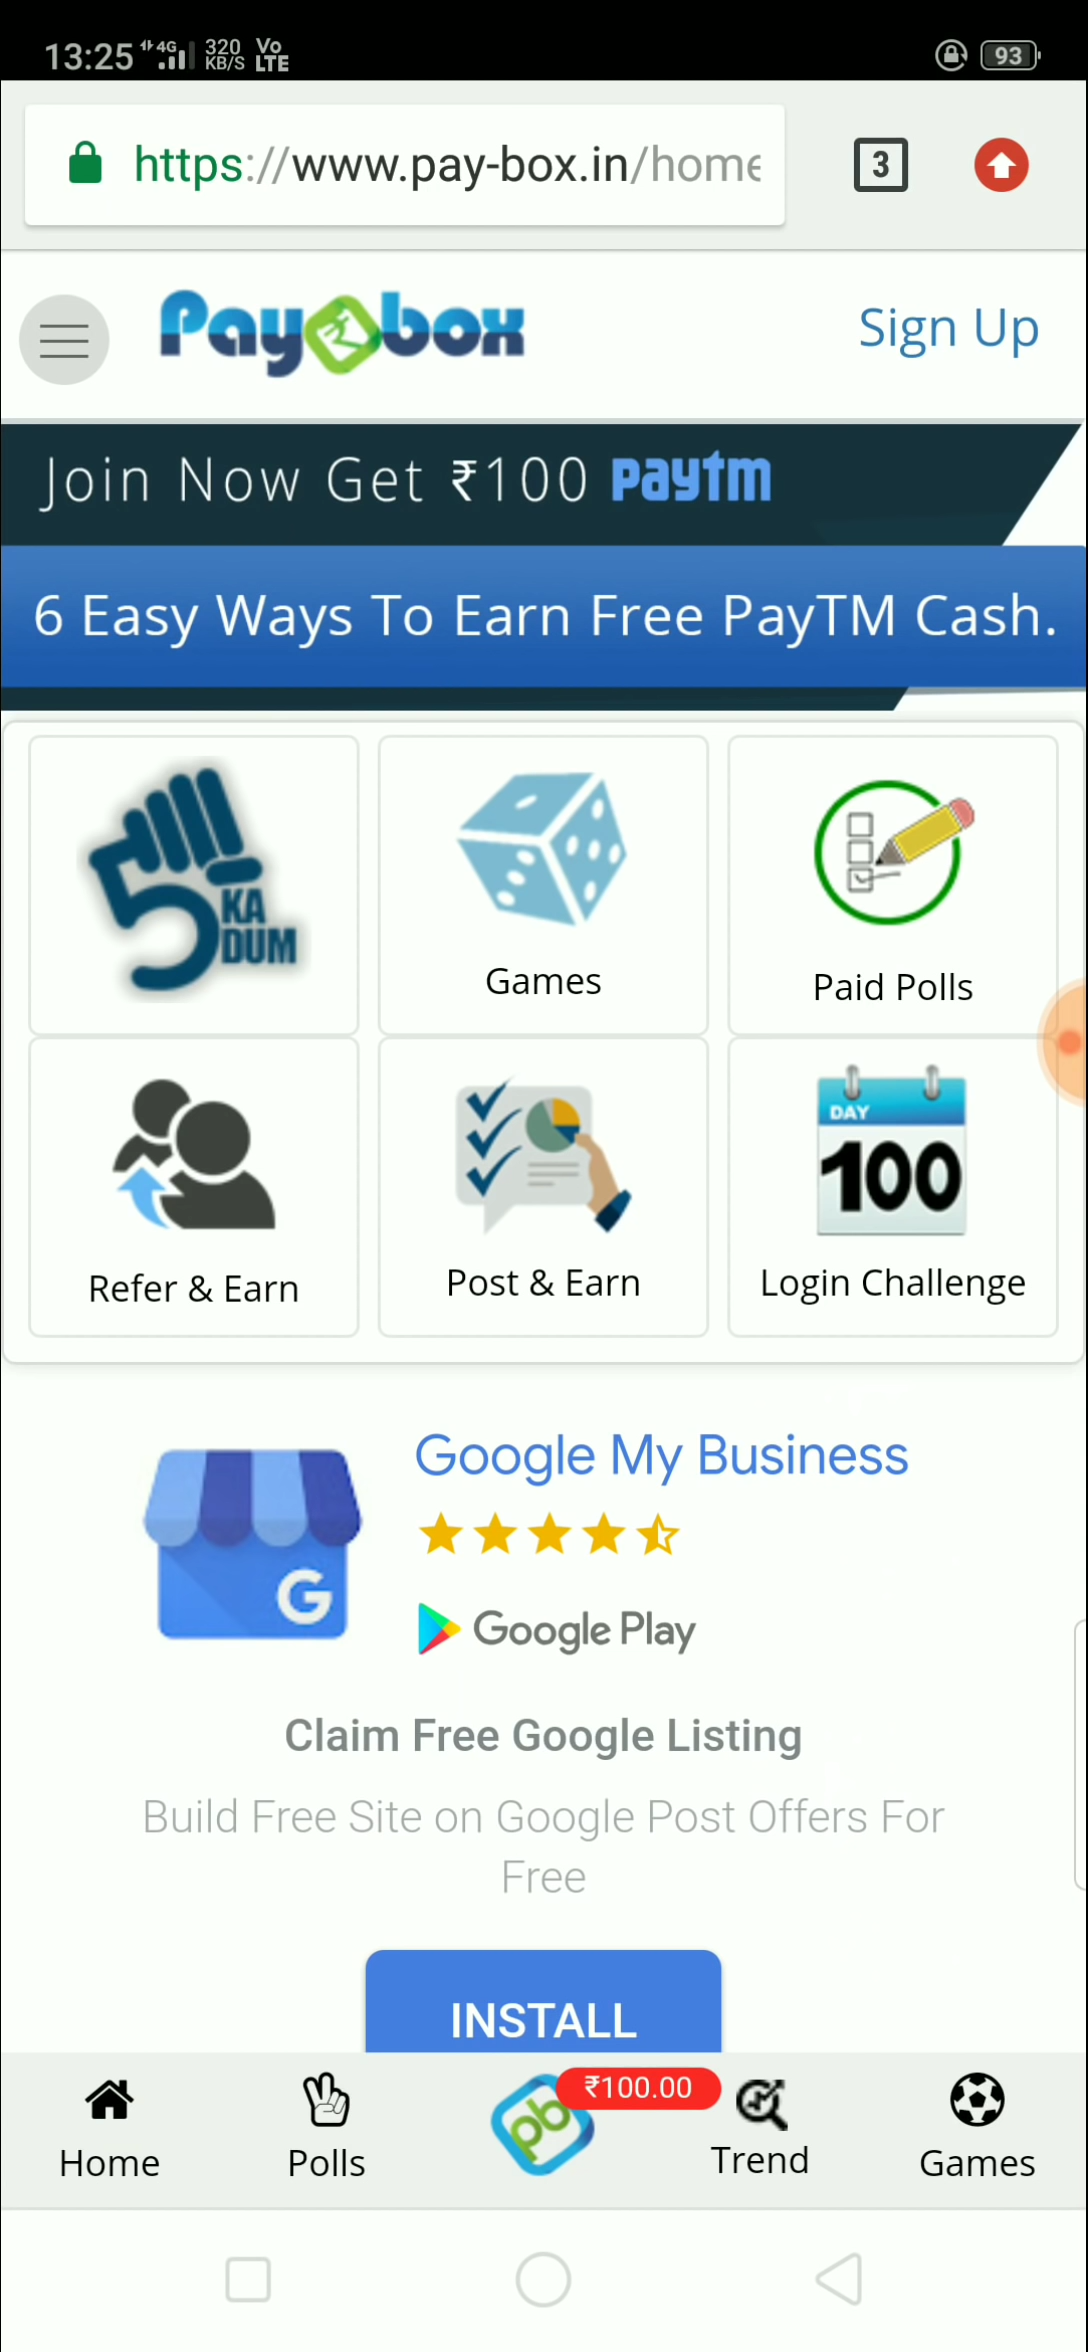 13:25 4G 320 KB/S Vo LTE 93
https://www.pay-box.in/home
3
Pay box
Sign Up
Join Now Get ₹100 paytm
6 Easy Ways To Earn Free PayTM Cash.
5 KA DUM
Games
Paid Polls
DAY
100
Refer & Earn
Post & Earn
Login Challenge
Google My Business
G
Google Play
Claim Free Google Listing
Build Free Site on Google Post Offers For
Free
INSTALL
₹100.00
pb
Home
Polls
Trend
Games